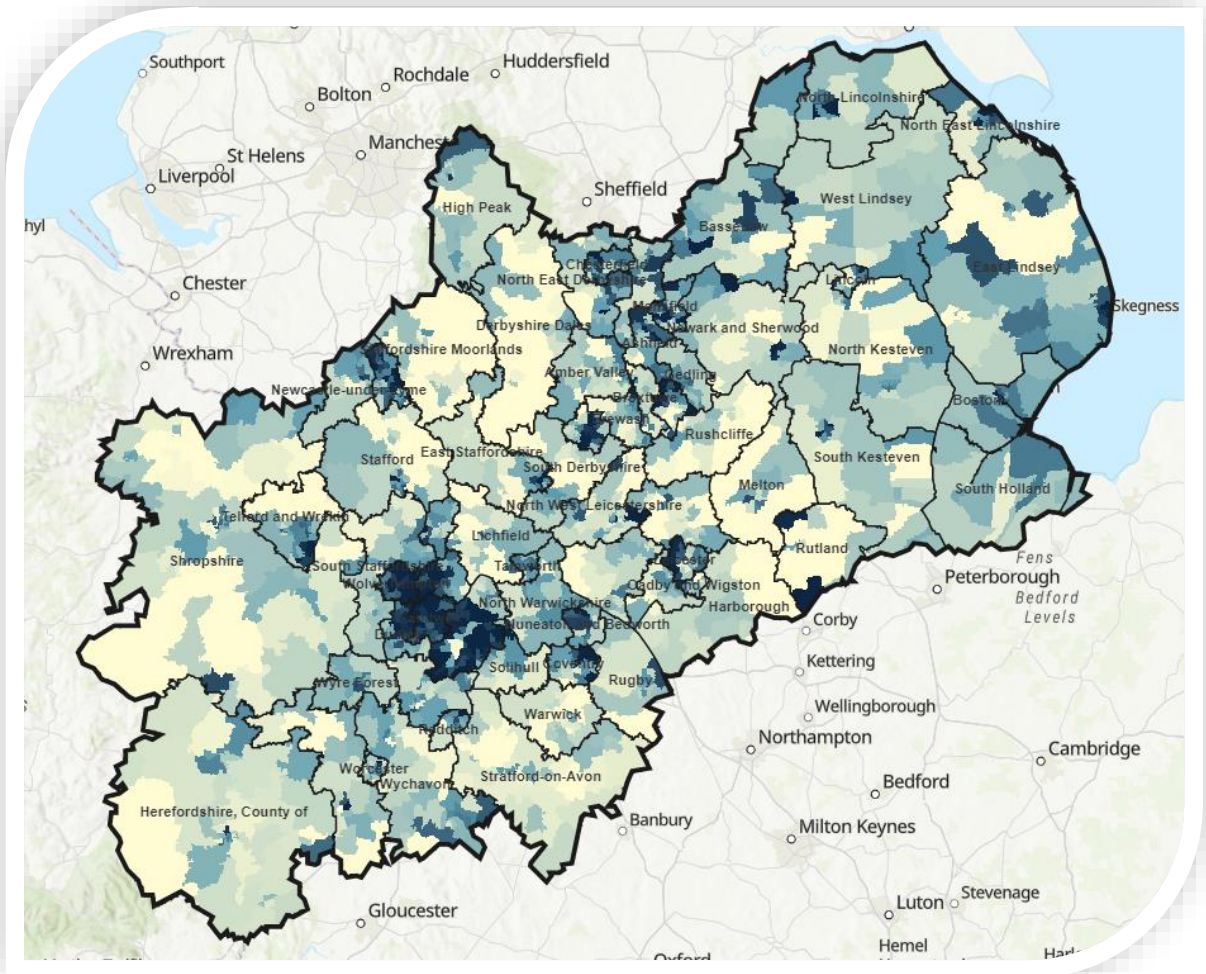 Southport
Huddersfield
Rochdale
Bolton
Manchest
St Helens
Liverpool
Sheffield
hyl
Chester
Wrexham
North Lincolnshire
North East Lincolnshire
High Peak
West Lindsey
Bassetlaw
Chesterfield
North East Derbyshire
Lincoln
East Lindsey
Skegness
Mansfield
Derbyshire Dales
Newark and Sherwood
Staffordshire Moorlands
Ashfield
North Kesteven
Amber Valley
Gedling
Newcastle-under-Lyme
Broxtowe
Boston
Erewash
Rushcliffe
Stafford
East Staffordshire
South Derbyshire
South Kesteven
Melton
South Holland
North West Leicestershire
Telford and Wrekin
Lichfield
Rutland
Shropshire
South Staffordshire
Tamworth
Leicester
Fens
Peterborough
Bedford
Levels
Wolverhampton
Oadby and Wigston
North Warwickshire
Harborough
Nuneaton and Bedworth
Corby
Dudley
Solihull
Coventry
Kettering
Wyre Forest
Rugby
Wellingborough
Warwick
Redditch
Northampton
Cambridge
Worcester
Stratford-on-Avon
Wychavon
Bedford
Herefordshire, County of
Banbury
Milton Keynes
Gloucester
Luton
Stevenage
Hemel
Oxford